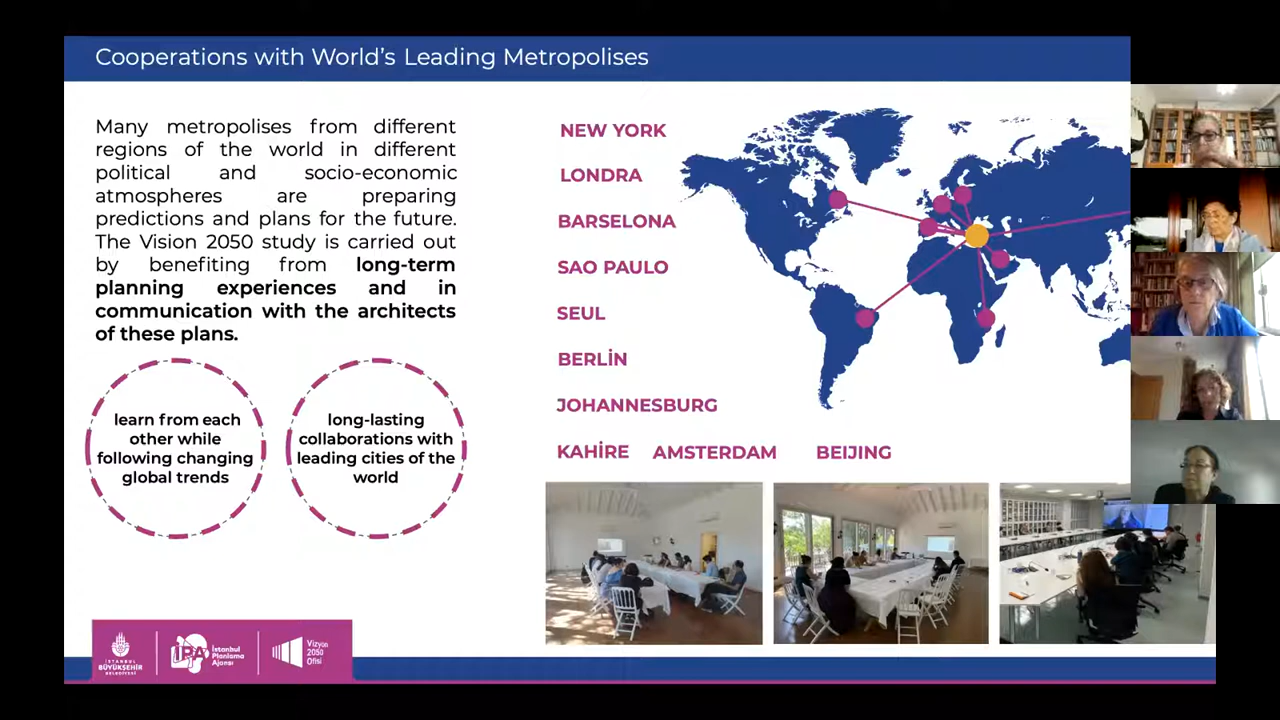 Cooperations with World's Leading Metropolises
Many metropolises from different
regions of the world in different
political and socio-economic
atmospheres are preparing
predictions and plans for the future.
The Vision 2050 study is carried out
by benefiting from long-term
planning experiences and in
communication with the architects
of these plans.
learn from each
other while
following changing
global trends
long-lasting
collaborations with
leading cities of the
world
NEW YORK
LONDRA
BARSELONA
SAO PAULO
SEUL
BERLİN
JOHANNESBURG
KAHİRE AMSTERDAM BEIJING
İSTANBUL
BÜYÜKŞEHİR
BELEDİYESİ
İPA
İstanbul
Planlama
Ajansı
Vizyon
2050
Ofisi